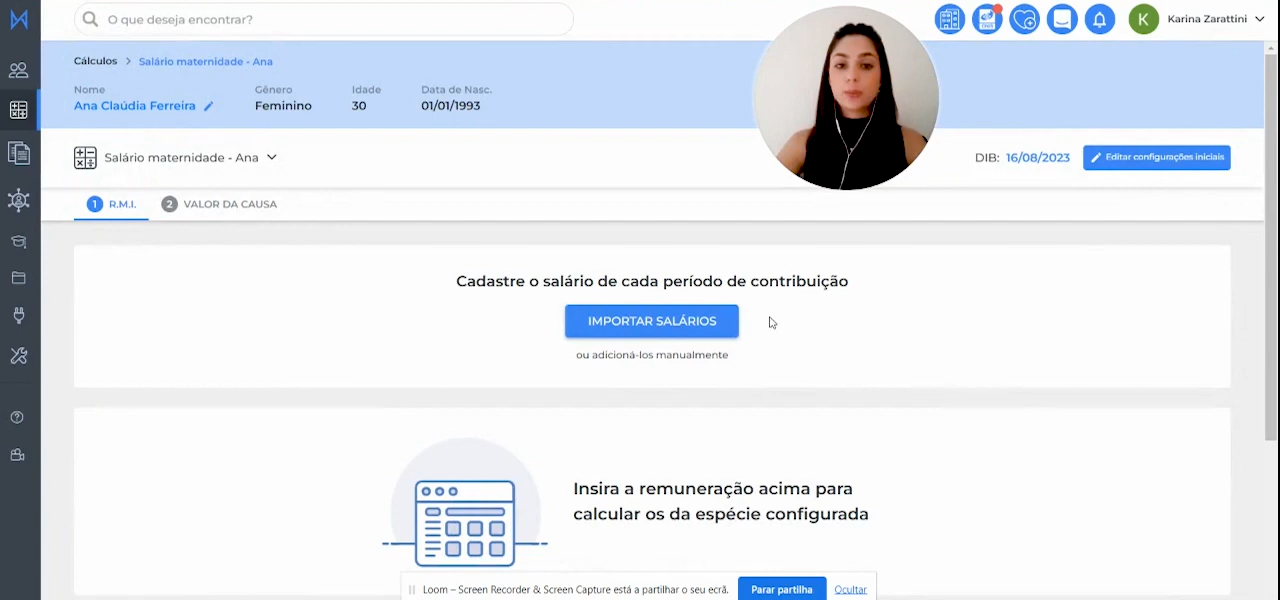 O que deseja encontrar?
CNIS
K
Karina Zarattini
Cálculos > Salário maternidade - Ana
Nome
Gênero
Idade
Data de Nasc.
Ana Claúdia Ferreira
Feminino
30
01/01/1993
Salário maternidade - Ana
DIB: 16/08/2023
Editar configurações iniciais
1 R.M.I.
2 VALOR DA CAUSA
Cadastre o salário de cada período de contribuição
IMPORTAR SALÁRIOS
ou adicioná-los manualmente
Insira a remuneração acima para
calcular os da espécie configurada
Loom – Screen Recorder & Screen Capture está a partilhar o seu ecrã.
Parar partilha
Ocultar